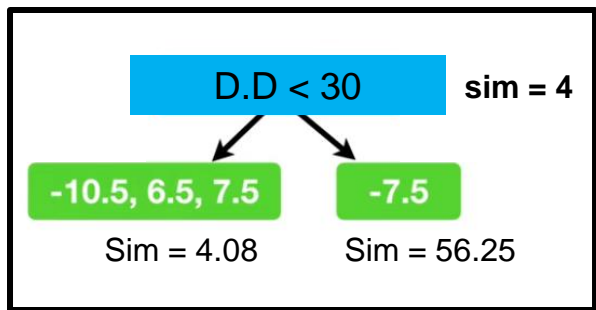 D.D < 30
sim = 4
-10.5, 6.5, 7.5
-7.5
Sim = 4.08
Sim = 56.25